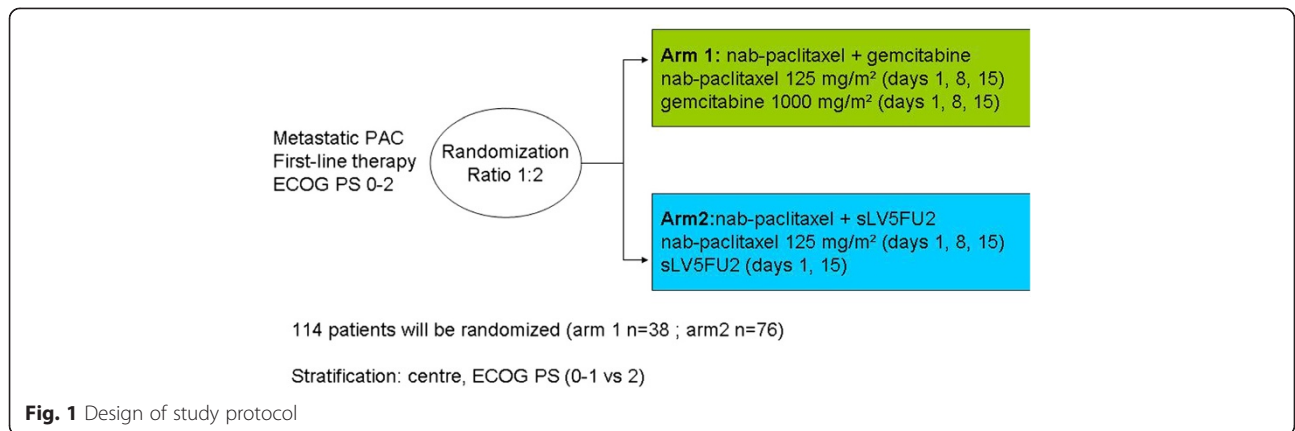 Metastatic PAC
First-line therapy
ECOG PS 0-2
Randomization
Ratio 1:2
Arm 1: nab-paclitaxel + gemcitabine
nab-paclitaxel 125 mg/m² (days 1, 8, 15)
gemcitabine 1000 mg/m² (days 1, 8, 15)
Arm2:nab-paclitaxel + sLV5FU2
nab-paclitaxel 125 mg/m² (days 1, 8, 15)
sLV5FU2 (days 1, 15)
114 patients will be randomized (arm 1 n=38 ; arm2 n=76)
Stratification: centre, ECOG PS (0-1 vs 2)
Fig. 1 Design of study protocol